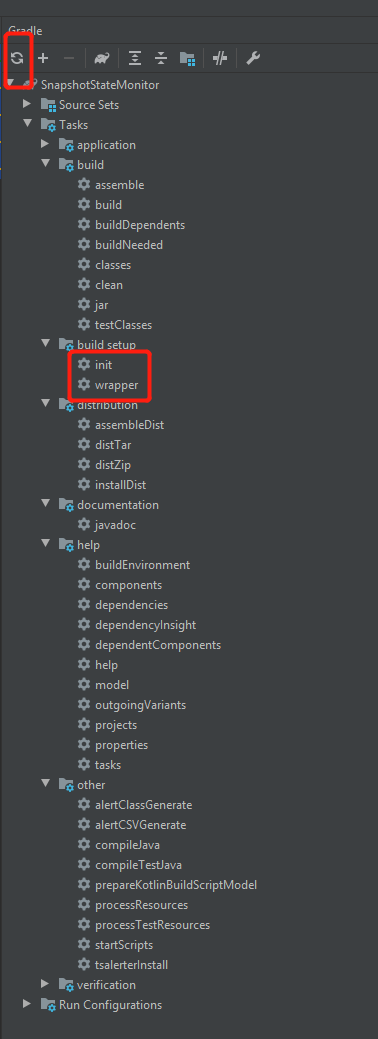 Gradle
SnapshotStateMonitor
Source Sets
Tasks
application
build
assemble
build
buildDependents
buildNeeded
classes
clean
jar
testClasses
build setup
init
wrapper
distribution
assembleDist
distTar
distZip
installDist
documentation
javadoc
help
buildEnvironment
components
dependencies
dependencyInsight
dependentComponents
help
model
outgoingVariants
projects
properties
tasks
other
alertClassGenerate
alertCSVGenerate
compileJava
compileTestJava
prepareKotlinBuildScriptModel
processResources
processTestResources
startScripts
tsalerterInstall
verification
Run Configurations